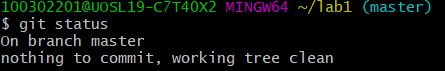 100302201@UOSL19-C7T40X2 MINGW64 ~/lab1 (master)
$ git status
On branch master
nothing to commit, working tree clean